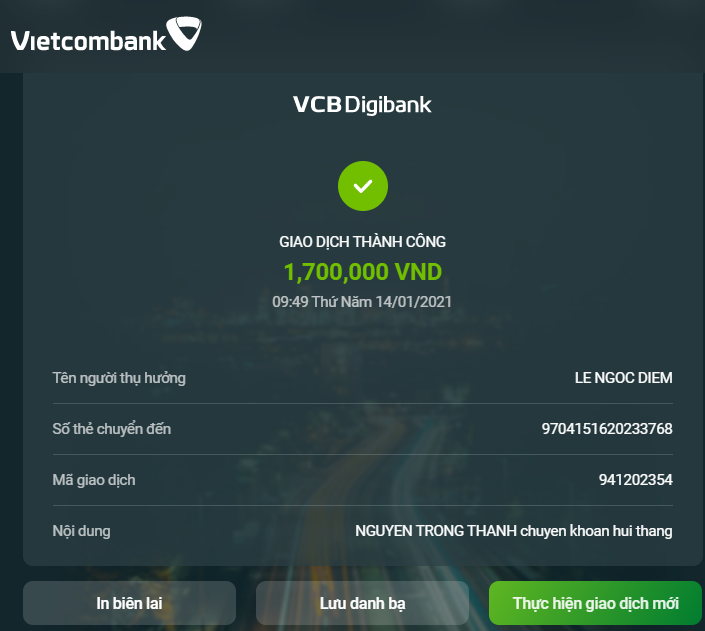 Vietcombank
VCB Digibank
GIAO DỊCH THÀNH CÔNG
1,700,000 VND
09:49 Thứ Năm 14/01/2021
Tên người thụ hưởng LE NGOC DIEM
Số thẻ chuyển đến 9704151620233768
Mã giao dịch 941202354
Nội dung NGUYEN TRONG THANH chuyen khoan hui thang
In biên lai Lưu danh bạ Thực hiện giao dịch mới